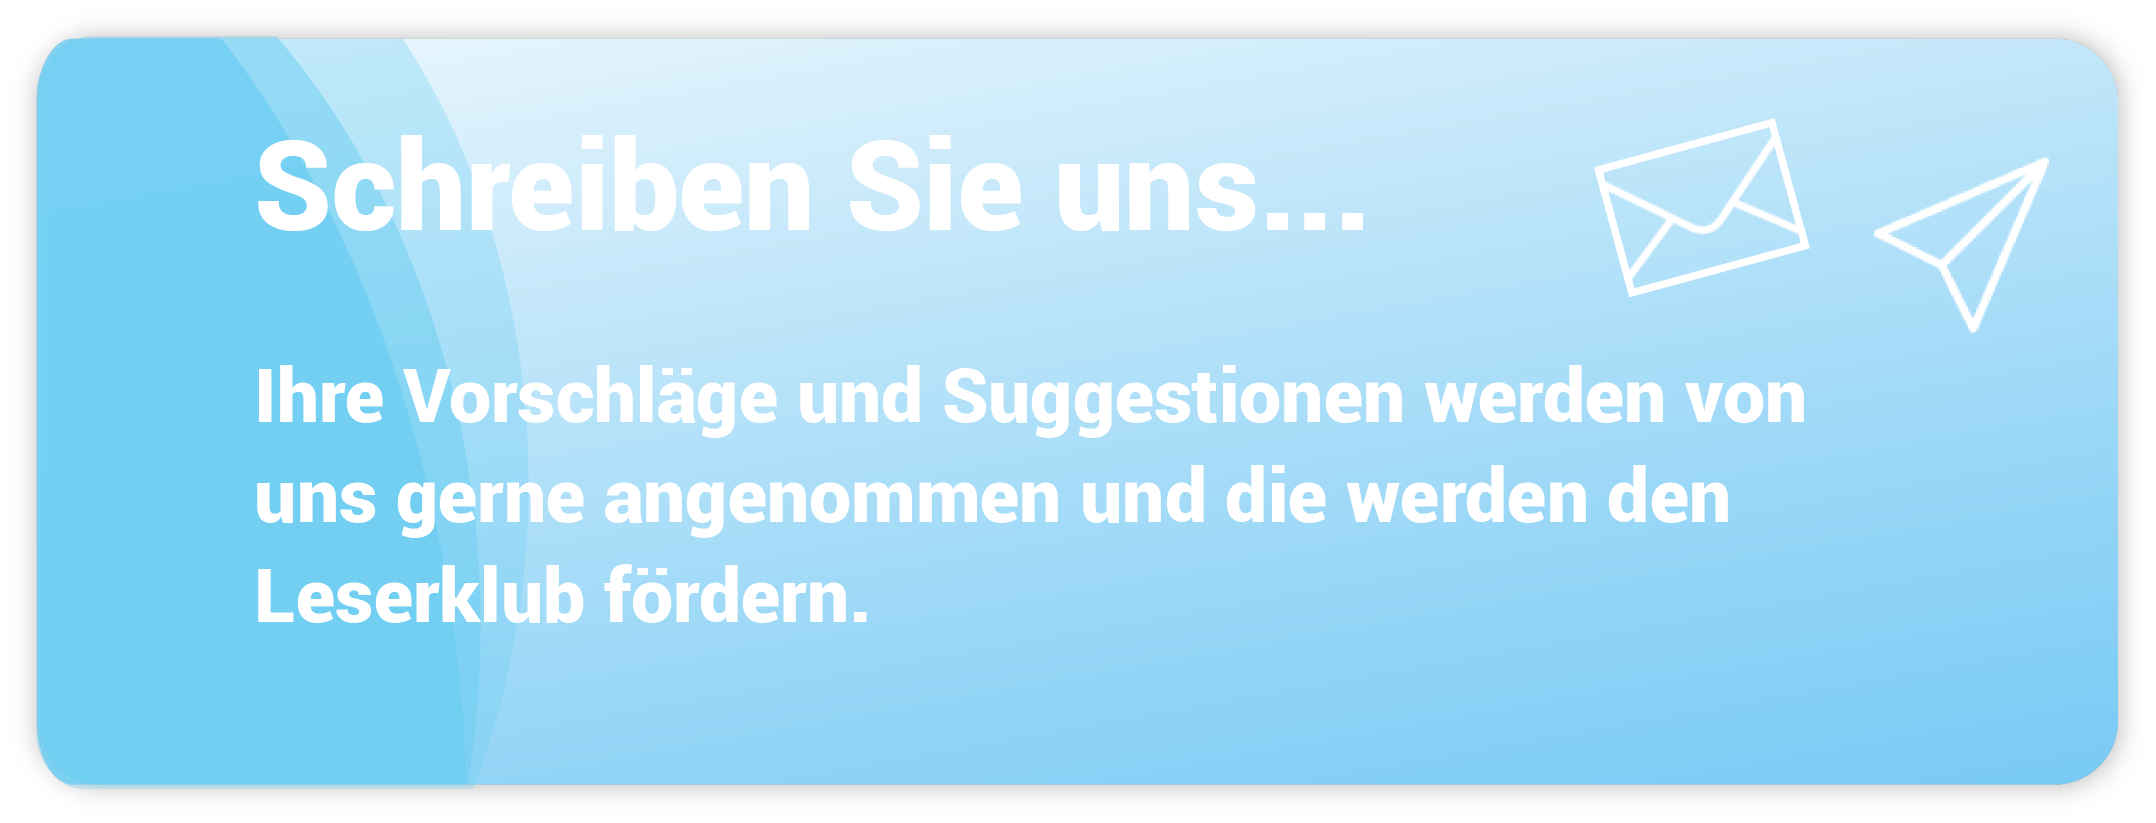 Schreiben Sie uns...
Ihre Vorschläge und Suggestionen werden von
uns gerne angenommen und die werden den
Leserklub fördern.